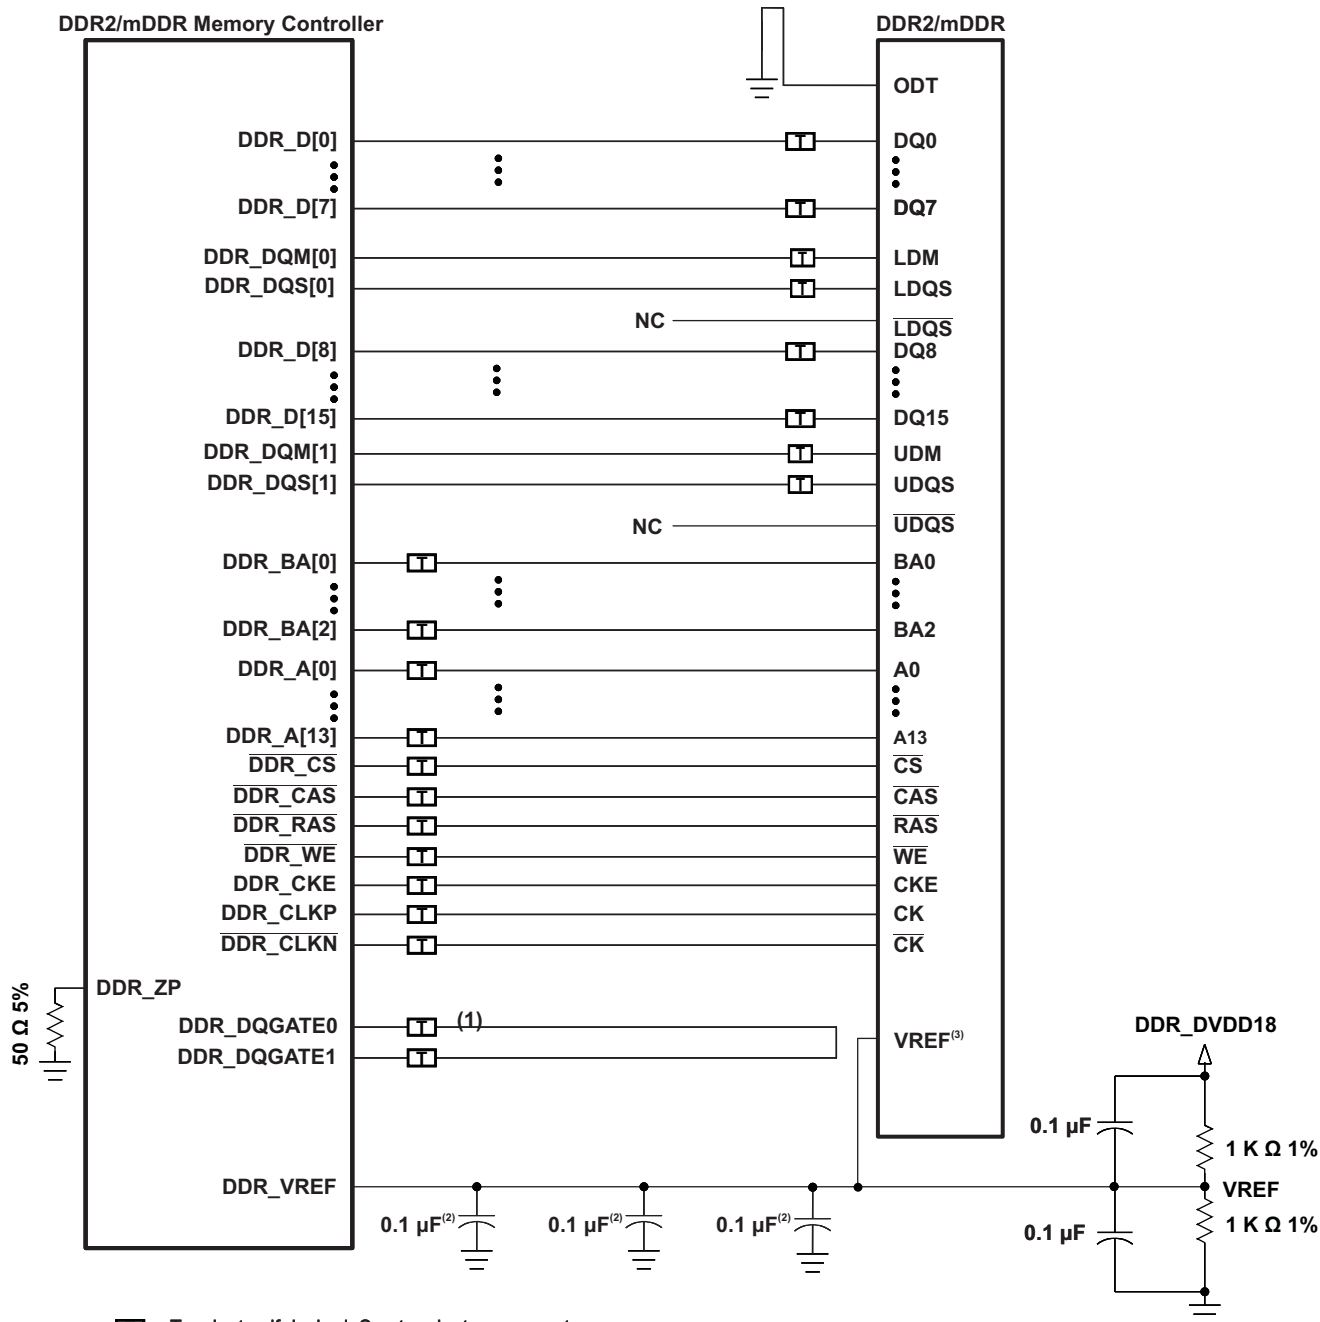 DDR2/mDDR Memory Controller
DDR2/mDDR
ODT
DDR_D[0] T DQ0
DDR_D[7] T DQ7
DDR_DQM[0] T LDM
DDR_DQS[0] T LDQS
NC LDQS
DDR_D[8] T DQ8
DDR_D[15] T DQ15
DDR_DQM[1] T UDM
DDR_DQS[1] T UDQS
NC UDQS
DDR_BA[0] T BA0
DDR_BA[2] T BA2
DDR_A[0] T A0
DDR_A[13] T A13
DDR_CS T CS
DDR_CAS T CAS
DDR_RAS T RAS
DDR_WE T WE
DDR_CKE T CKE
DDR_CLKP T CK
DDR_CLKN T CK
50 Ω 5%
DDR_ZP
DDR_DQGATE0 T (1)
DDR_DQGATE1 T
VREF(3)
DDR_DVDD18
0.1 μF
1 K Ω 1%
DDR_VREF
VREF
0.1 μF(2) 0.1 μF(2) 0.1 μF(2)
0.1 μF
1 K Ω 1%